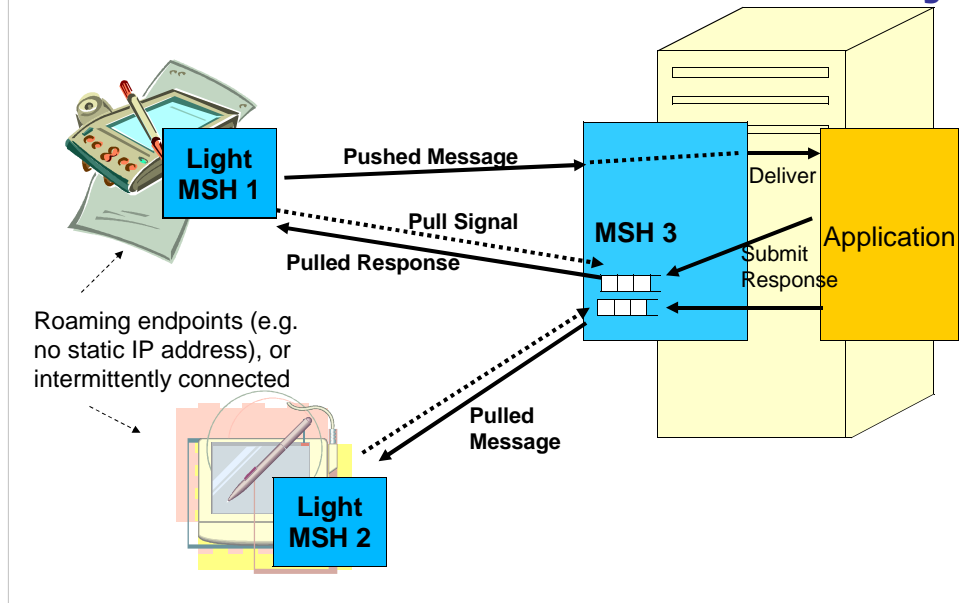 Light
MSH 1
Pushed Message
Deliver
Pull Signal
MSH 3
Application
Pulled Response
Submit
Response
Roaming endpoints (e.g.
no static IP address), or
intermittently connected
Pulled
Message
Light
MSH 2